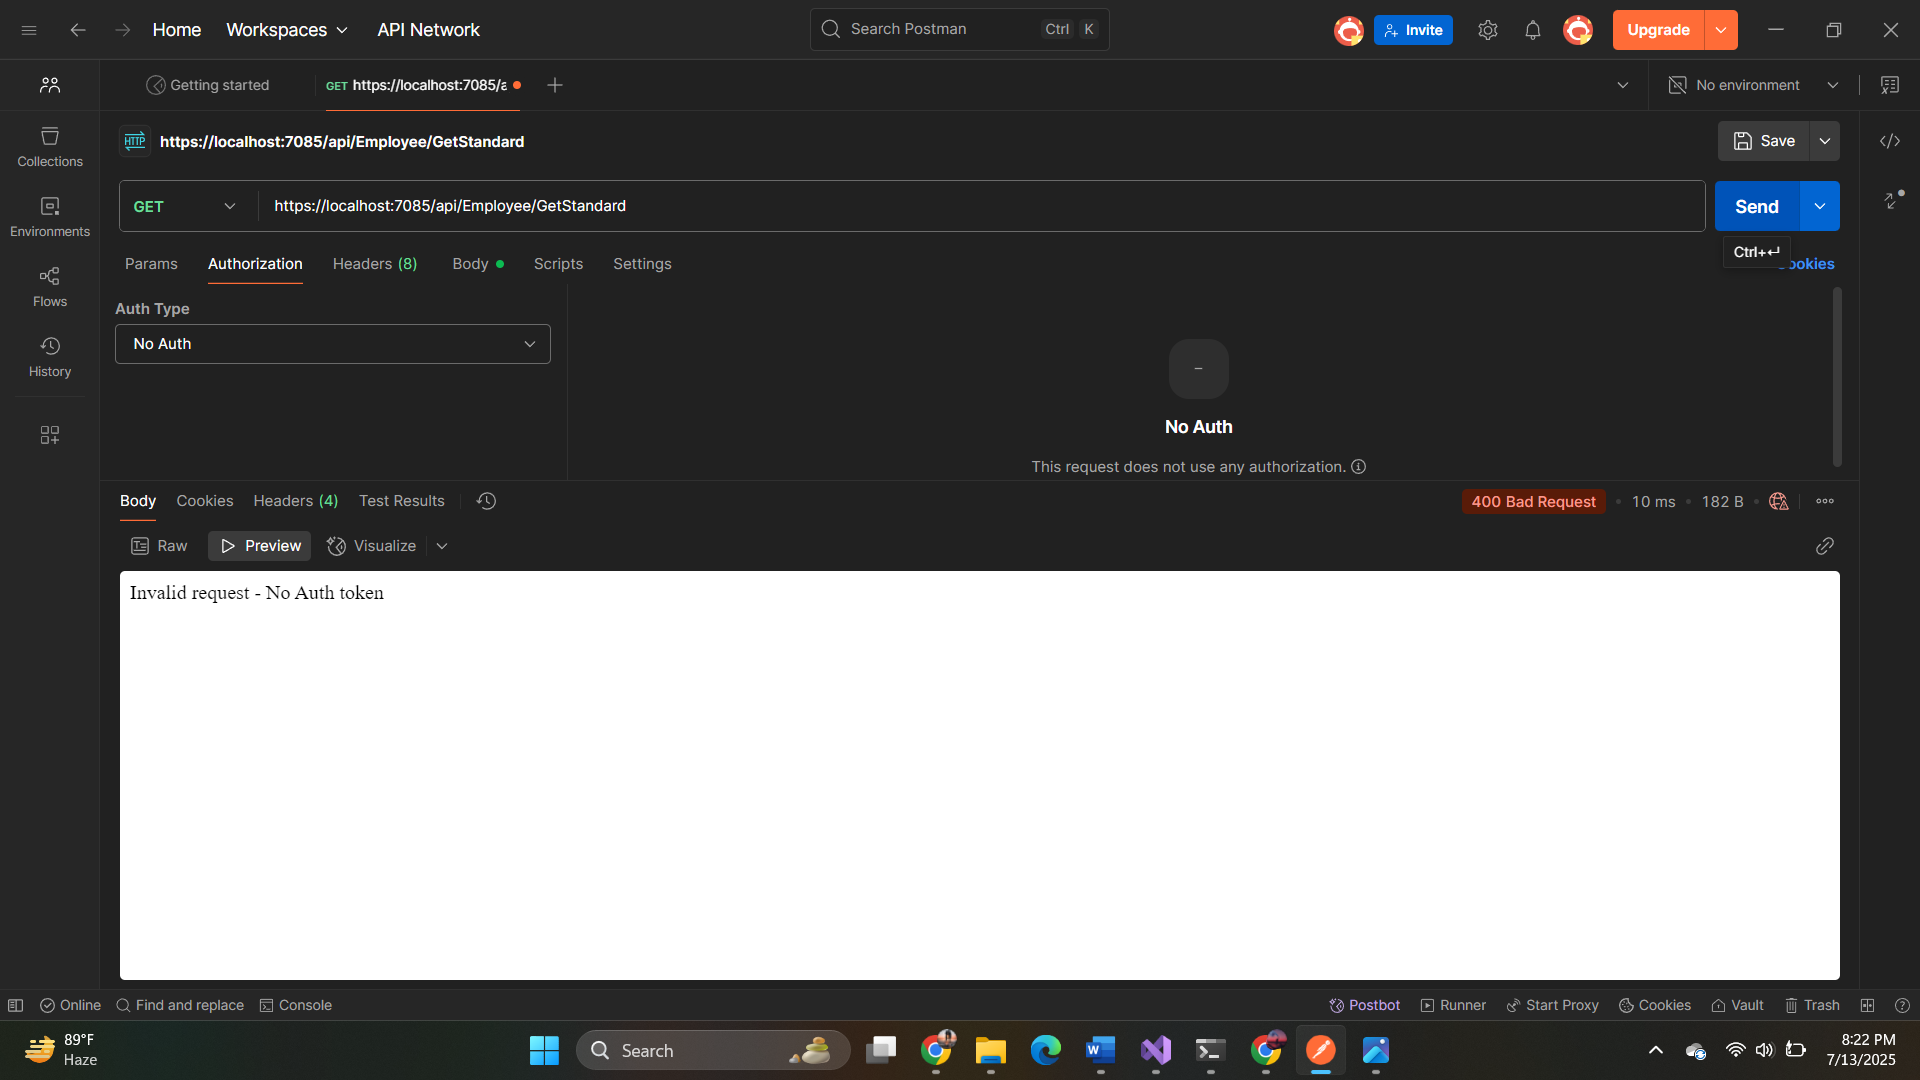 Home Workspaces API Network Search Postman Ctrl K Invite Upgrade
Getting started GET https://localhost:7085/a No environment
HTTP https://localhost:7085/api/Employee/GetStandard Save
GET https://localhost:7085/api/Employee/GetStandard Send
Ctrl+↵
Params Authorization Headers (8) Body Scripts Settings ookies
Collections
Environments
Flows
History
Auth Type
No Auth
No Auth
This request does not use any authorization.
Body Cookies Headers (4) Test Results 400 Bad Request • 10 ms • 182 B
Raw Preview Visualize
Invalid request - No Auth token
Online Find and replace Console Postbot Runner Start Proxy Cookies Vault Trash
89°F
Haze
Search
8:22 PM
7/13/2025